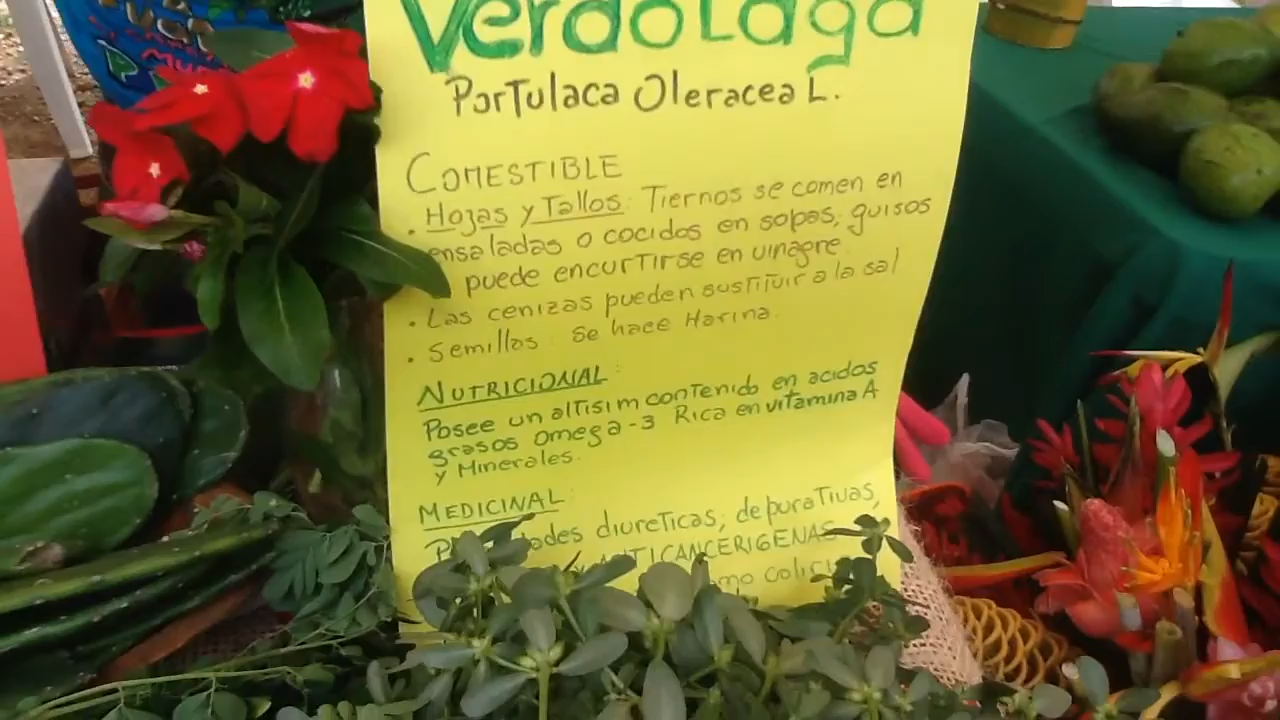 Verdolaga
Portulaca Oleracea L.
COMESTIBLE
. Hojas y Tallos: Tiernos se comen en
ensaladas o cocidos en sopas, guisos
puede encurtirse en vinagre
. Las cenizas pueden sustituir a la sal
. Semillas: Se hace Harina.
NUTRICIONAL:
Posee un altisim contenido en acidos
grasos omega-3 Rica en vitamina A
y Minerales.
MEDICINAL:
diureticas, depurativas,
ANTICANCERIGENAS